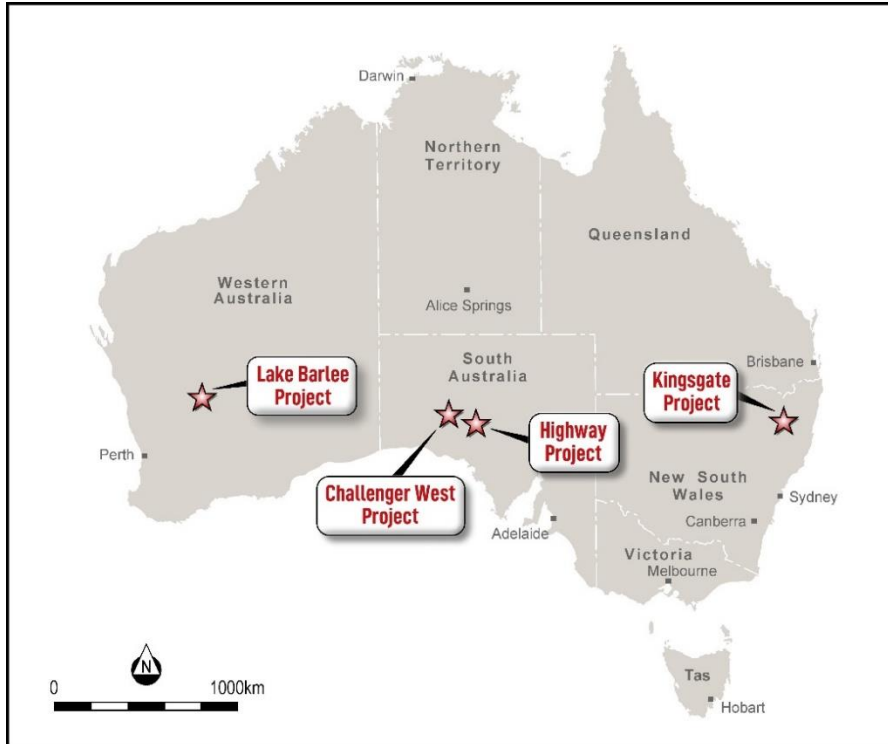 Darwin
Northern
Territory
Queensland
Western
Australia
Alice Springs
South
Australia
Brisbane
Lake Barlee
Project
Kingsgate
Project
Highway
Project
Perth
Challenger West
Project
New South
Wales
Sydney
Canberra
Adelaide
Victoria
Melbourne
N
0
1000km
Tas
Hobart